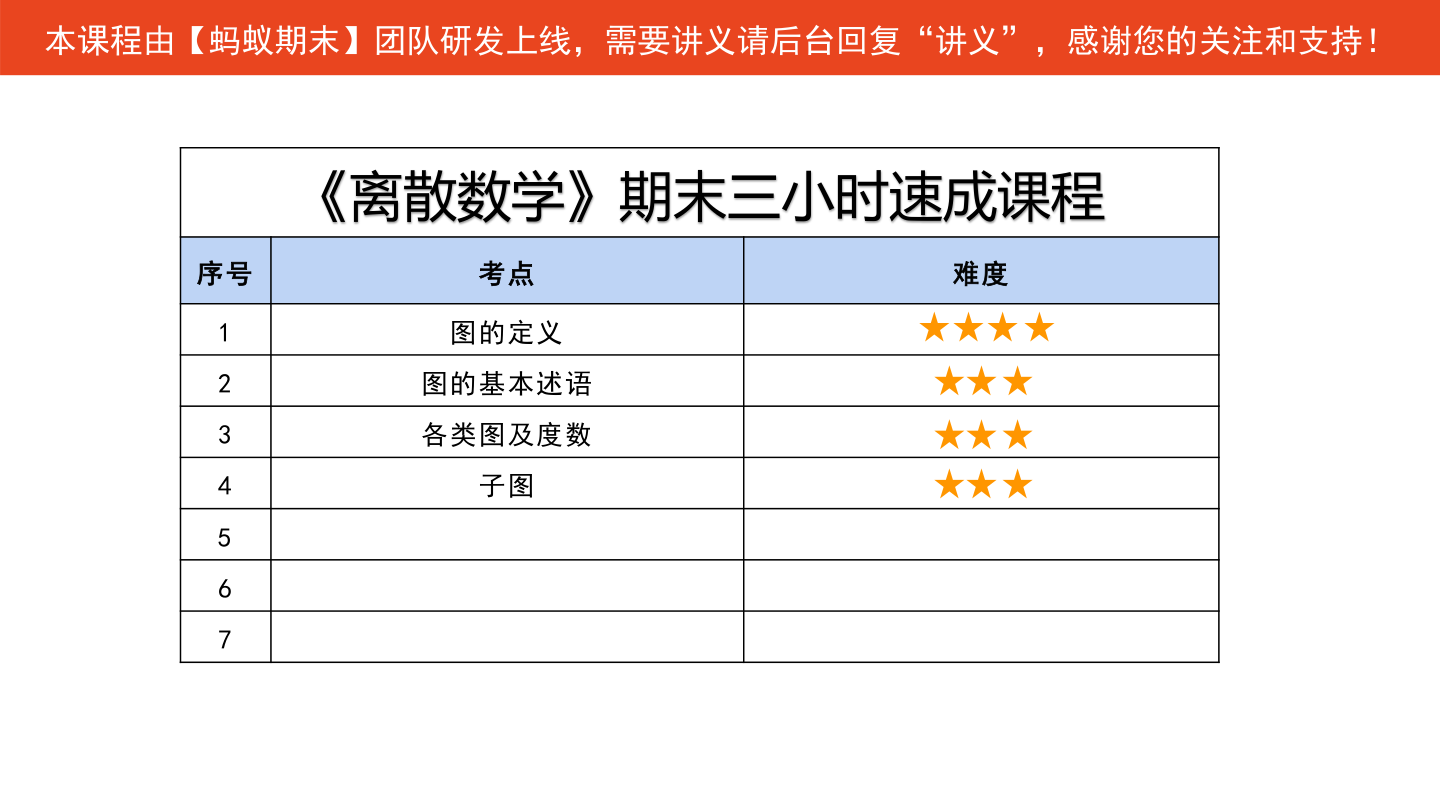 本课程由【蚂蚁期末】团队研发上线，需要讲义请后台回复“讲义”，感谢您的关注和支持！
《离散数学》期末三小时速成课程
序号 考点 难度
1 图的定义 ★★★★
2 图的基本述语 ★★★
3 各类图及度数 ★★★
4 子图 ★★★
5
6
7